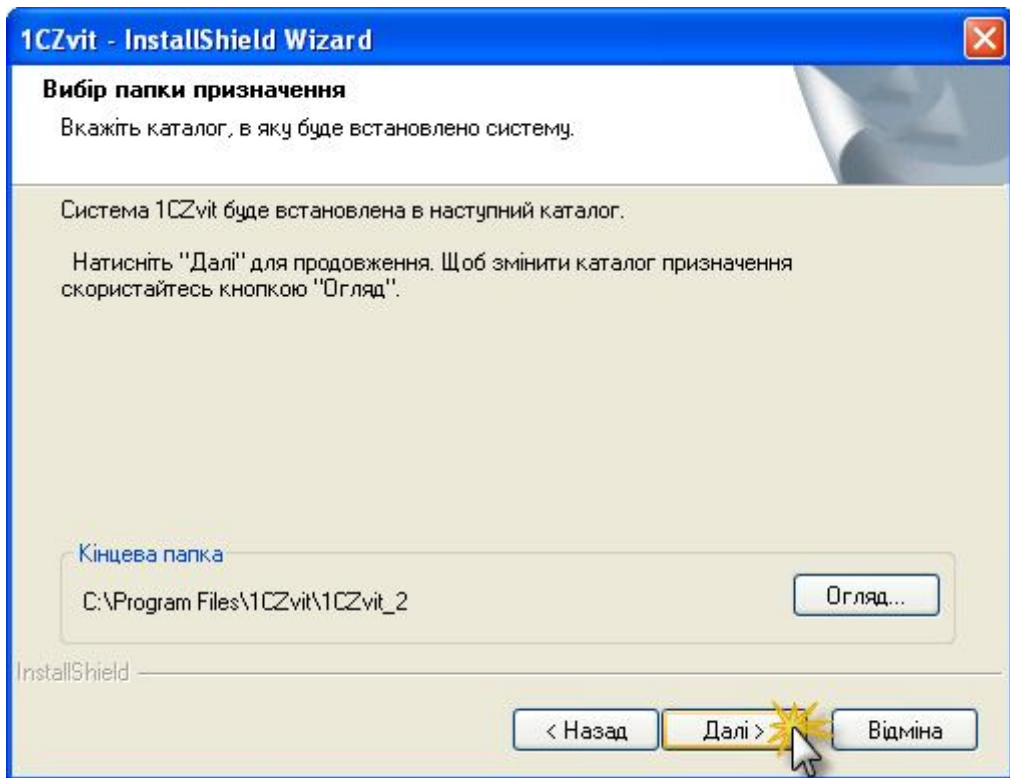 1CZvit - InstallShield Wizard
Вибір папки призначення
Вкажіть каталог, в яку буде встановлено систему.
Система 1CZvit буде встановлена в наступний каталог.
Натисніть "Далі" для продовження. Щоб змінити каталог призначення
скористайтесь кнопкою "Огляд".
Кінцева папка
C:\Program Files\1CZvit\1CZvit_2
Огляд...
InstallShield
< Назад
Далі >
Відміна